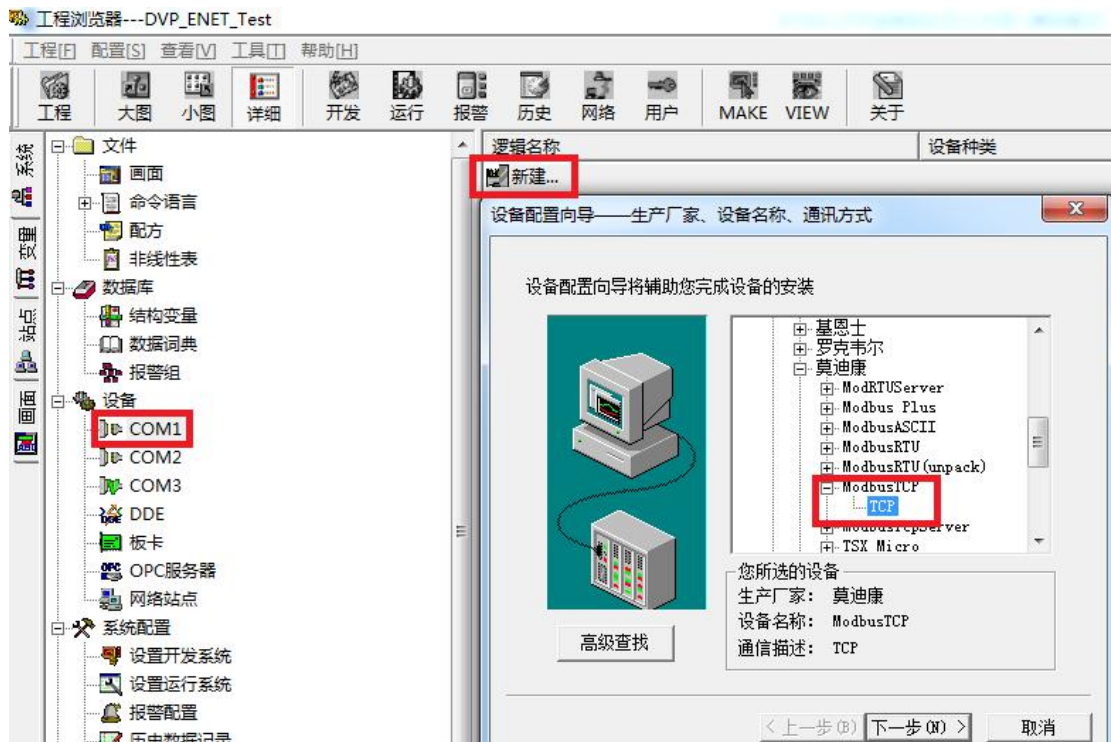 工程浏览器---DVP_ENET_Test
工程[F] 配置[S] 查看[V] 工具[T] 帮助[H]
工程 大图 小图 详细 开发 运行 报警 历史 网络 用户 MAKE VIEW 关于
系统
变量
站点
画面
文件
画面
命令语言
配方
非线性表
数据库
结构变量
数据词典
报警组
设备
COM1
COM2
COM3
DDE
板卡
OPC服务器
网络站点
系统配置
设置开发系统
设置运行系统
报警配置
历史数据记录
逻辑名称 设备种类
新建...
设备配置向导——生产厂家、设备名称、通讯方式
设备配置向导将辅助您完成设备的安装
基恩士
罗克韦尔
莫迪康
ModRTUServer
Modbus Plus
ModbusASCII
ModbusRTU
ModbusRTU(unpack)
ModbusTCP
TCP
ModbusTcpServer
TSX Micro
您所选的设备
生产厂家： 莫迪康
设备名称： ModbusTCP
通信描述： TCP
高级查找
< 上一步(B) 下一步(N) > 取消